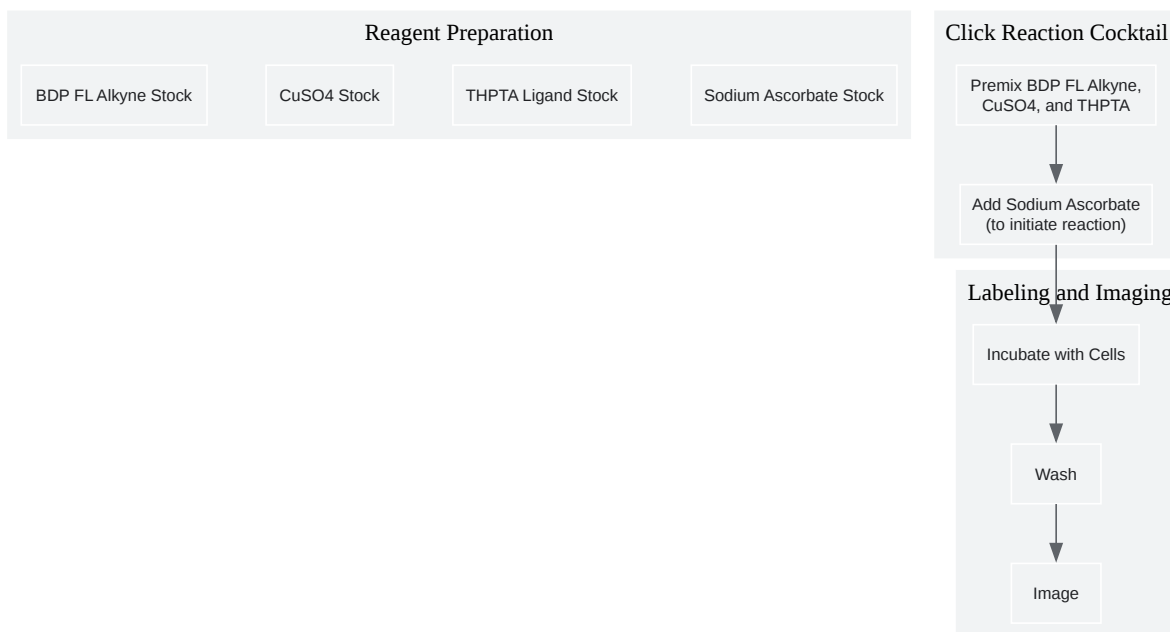 Reagent Preparation
BDP FL Alkyne Stock
CuSO4 Stock
THPTA Ligand Stock
Sodium Ascorbate Stock
Click Reaction Cocktail
Premix BDP FL Alkyne,
CuSO4, and THPTA
Add Sodium Ascorbate
(to initiate reaction)
Labeling and Imaging
Incubate with Cells
Wash
Image